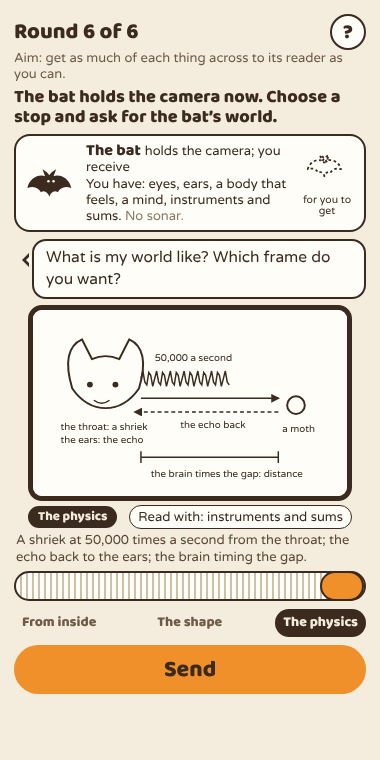 Round 6 of 6
?
Aim: get as much of each thing across to its reader as
you can.
The bat holds the camera now. Choose a
stop and ask for the bat's world.
The bat holds the camera; you
receive
You have: eyes, ears, a body that
feels, a mind, instruments and
sums. No sonar.
for you to
get
What is my world like? Which frame do
you want?
50,000 a second
the throat: a shriek
the ears: the echo
the echo back
a moth
the brain times the gap: distance
The physics
Read with: instruments and sums
A shriek at 50,000 times a second from the throat; the
echo back to the ears; the brain timing the gap.
From inside
The shape
The physics
Send